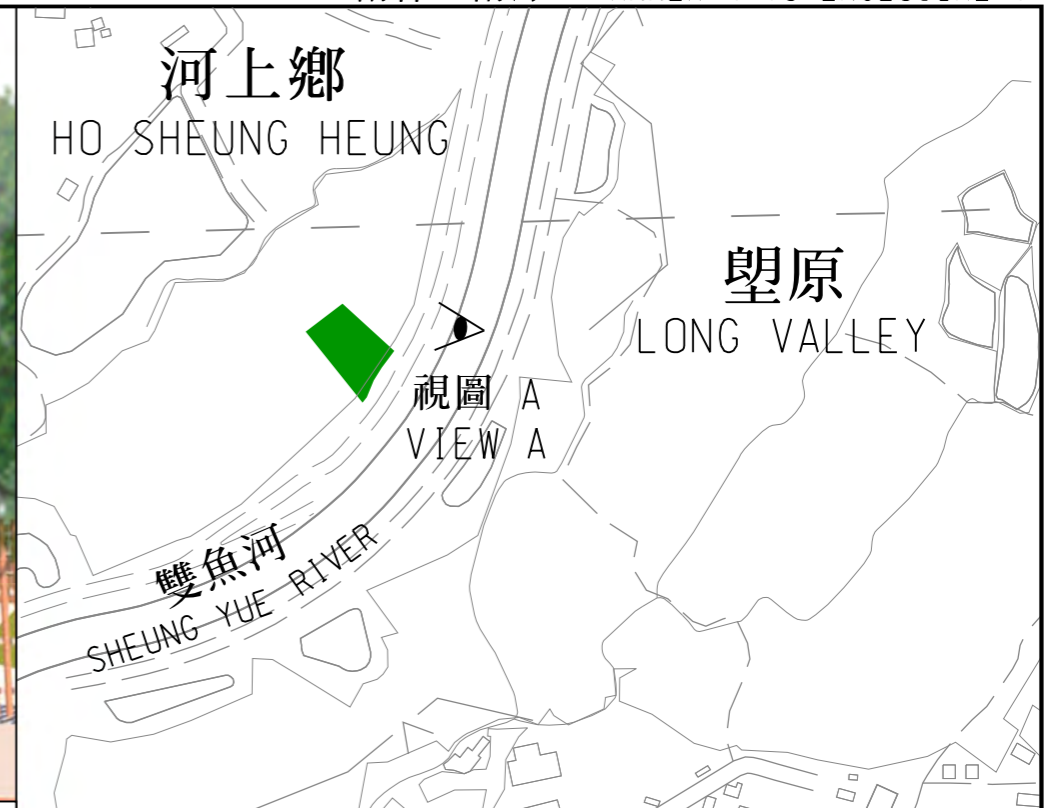 河上鄉
HO SHEUNG HEUNG
塱原
LONG VALLEY
視圖 A
VIEW A
雙魚河
SHEUNG YUE RIVER